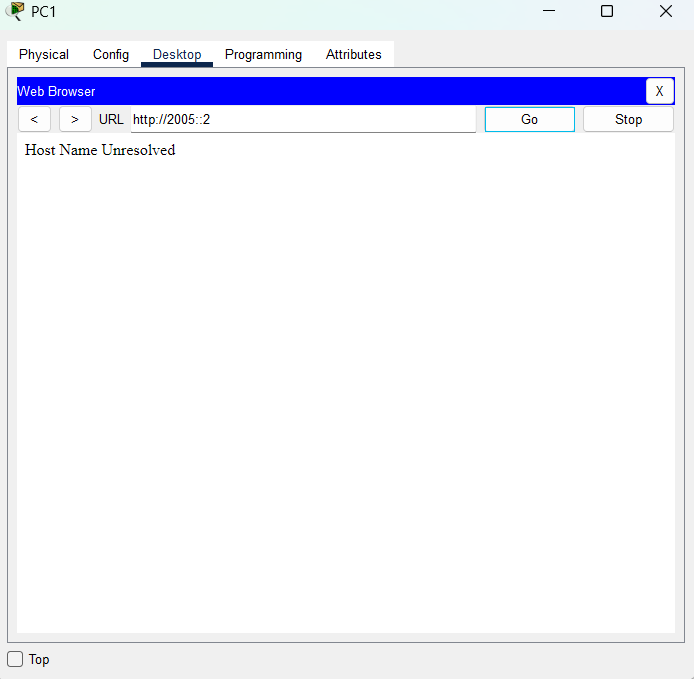 PC1
Physical Config Desktop Programming Attributes
Web Browser X
< > URL http://2005::2 Go Stop
Host Name Unresolved
Top